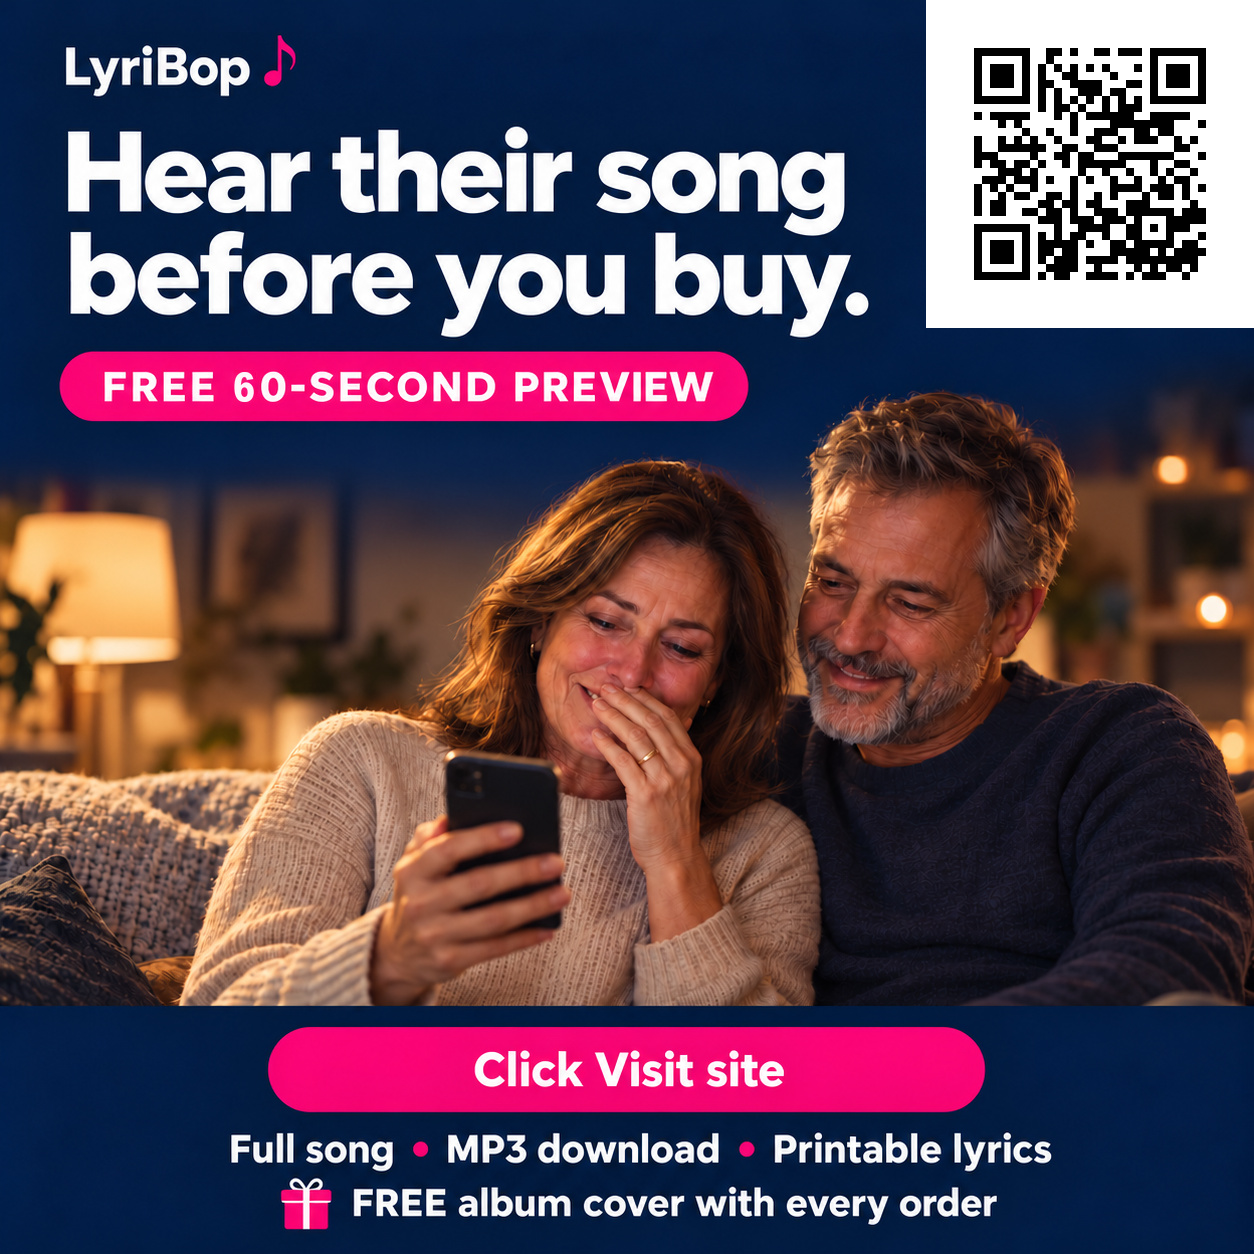 LyriBop
Hear their song
before you buy.
FREE 60-SECOND PREVIEW
Click Visit site
Full song • MP3 download • Printable lyrics
FREE album cover with every order